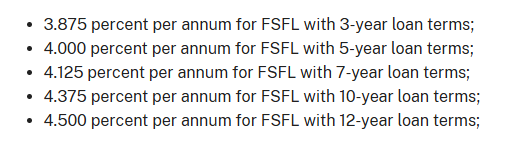 • 3.875 percent per annum for FSFL with 3-year loan terms;
• 4.000 percent per annum for FSFL with 5-year loan terms;
• 4.125 percent per annum for FSFL with 7-year loan terms;
• 4.375 percent per annum for FSFL with 10-year loan terms;
• 4.500 percent per annum for FSFL with 12-year loan terms;